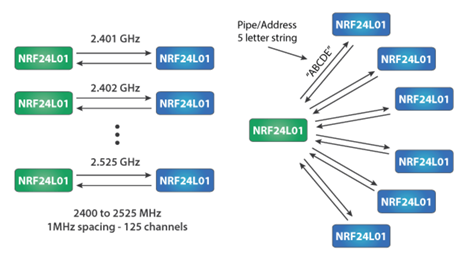 2.401 GHz
NRF24L01 NRF24L01
2.402 GHz
NRF24L01 NRF24L01
2.525 GHz
NRF24L01 NRF24L01
2400 to 2525 MHz
1MHz spacing - 125 channels
Pipe/Address
5 letter string
"ABCDE"
NRF24L01
NRF24L01
NRF24L01
NRF24L01
NRF24L01
NRF24L01
NRF24L01